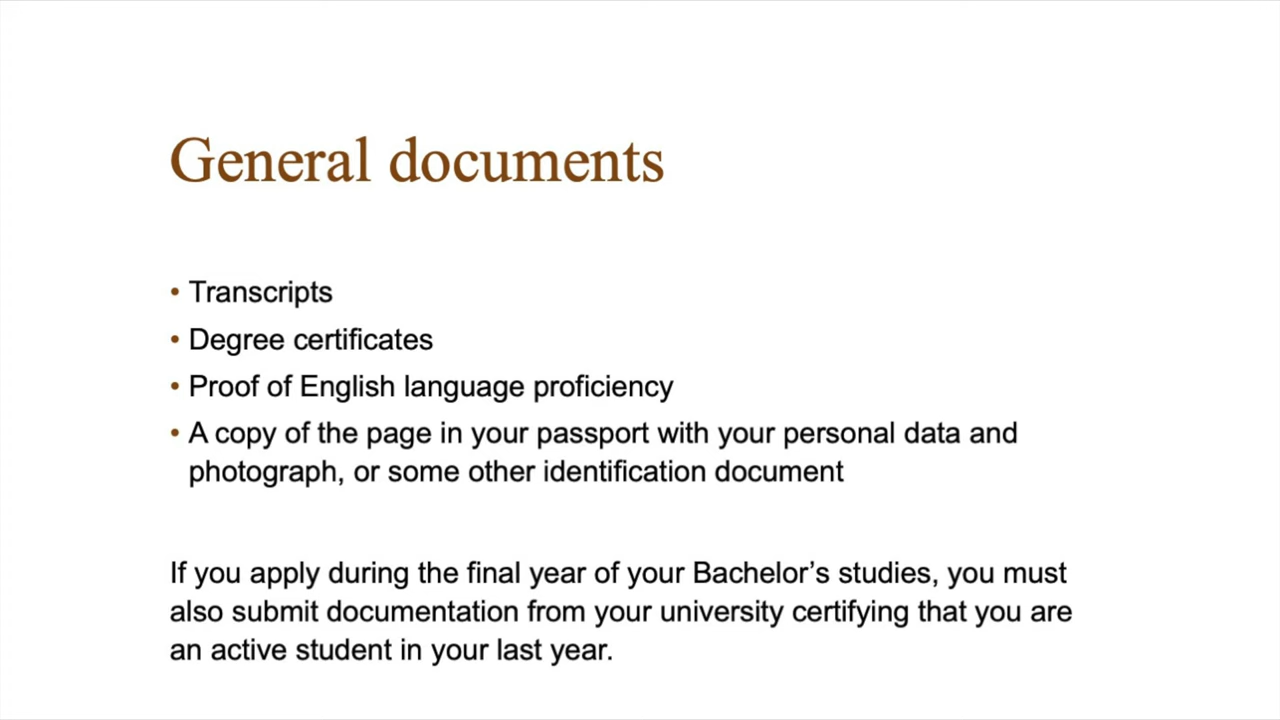 General documents
• Transcripts
• Degree certificates
• Proof of English language proficiency
• A copy of the page in your passport with your personal data and
photograph, or some other identification document
If you apply during the final year of your Bachelor’s studies, you must
also submit documentation from your university certifying that you are
an active student in your last year.